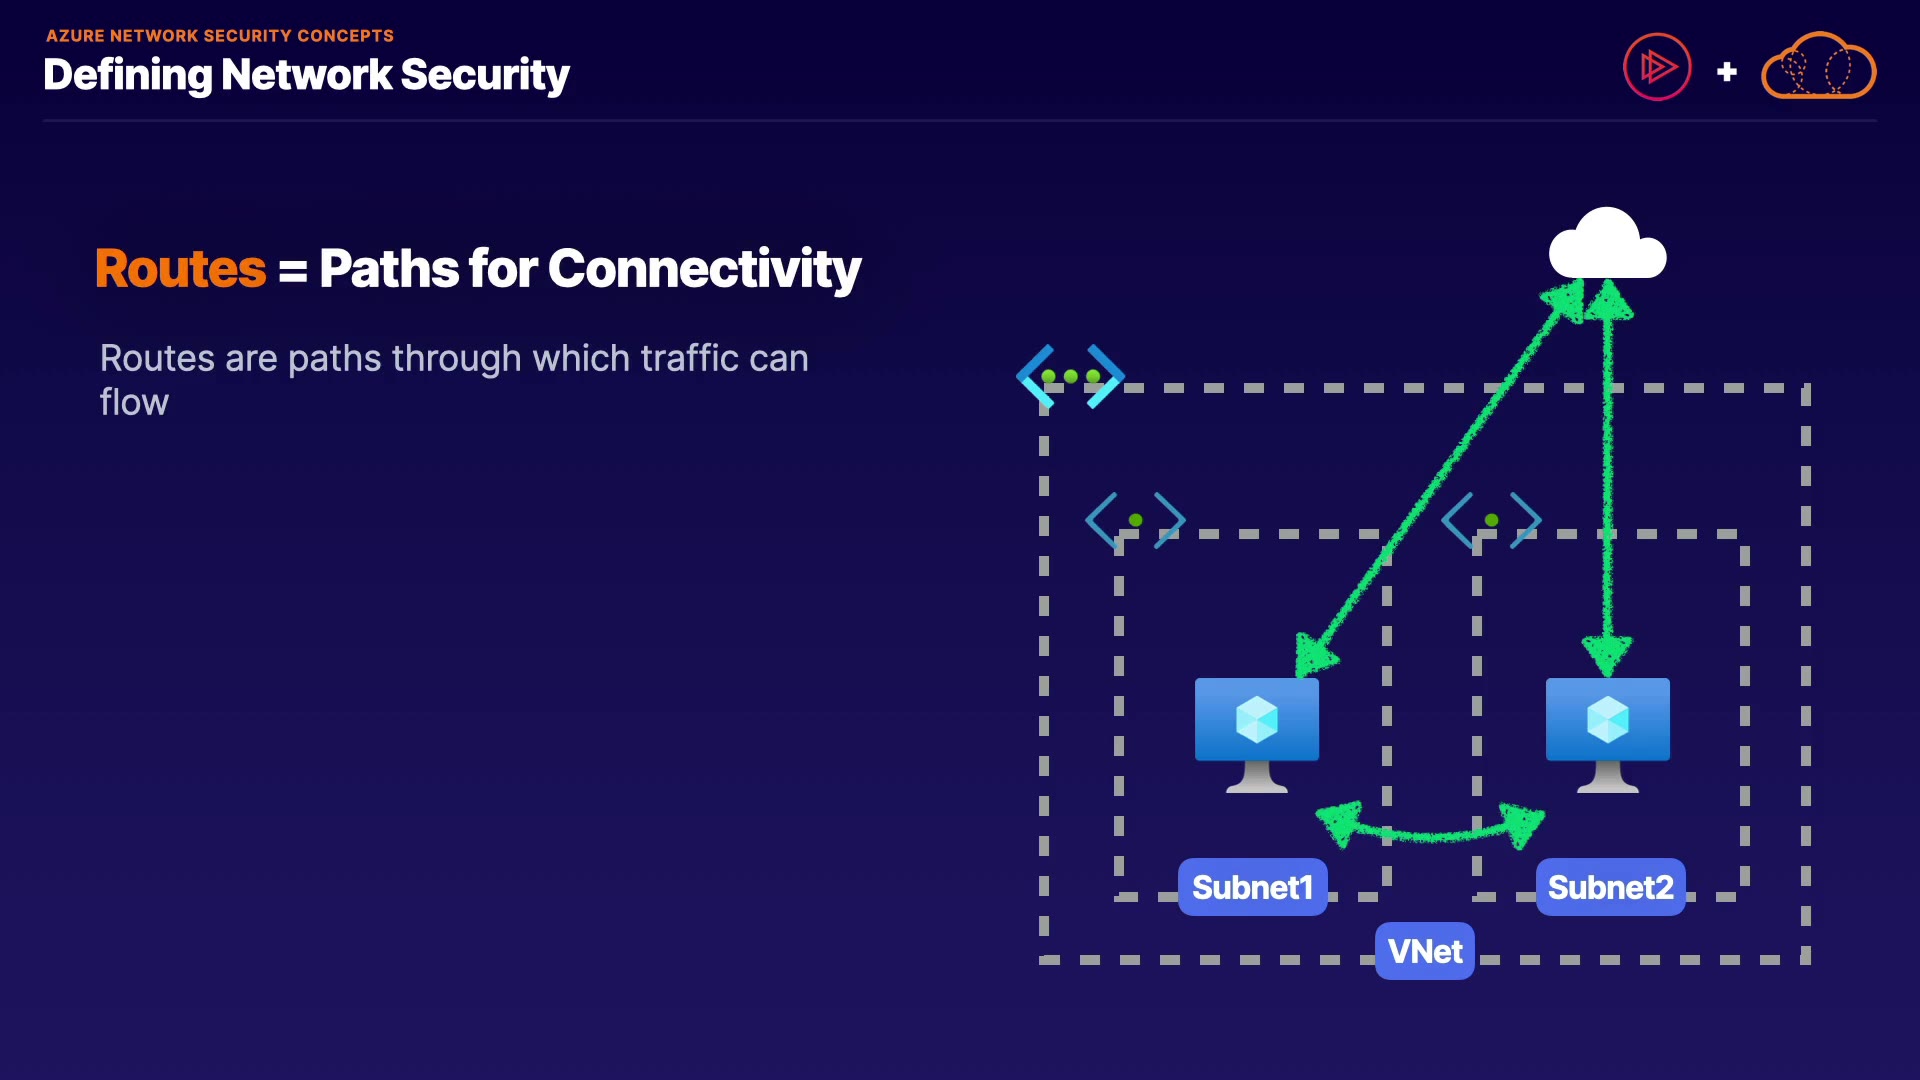 AZURE NETWORK SECURITY CONCEPTS
Defining Network Security
+
Routes = Paths for Connectivity
Routes are paths through which traffic can
flow
Subnet1
Subnet2
VNet